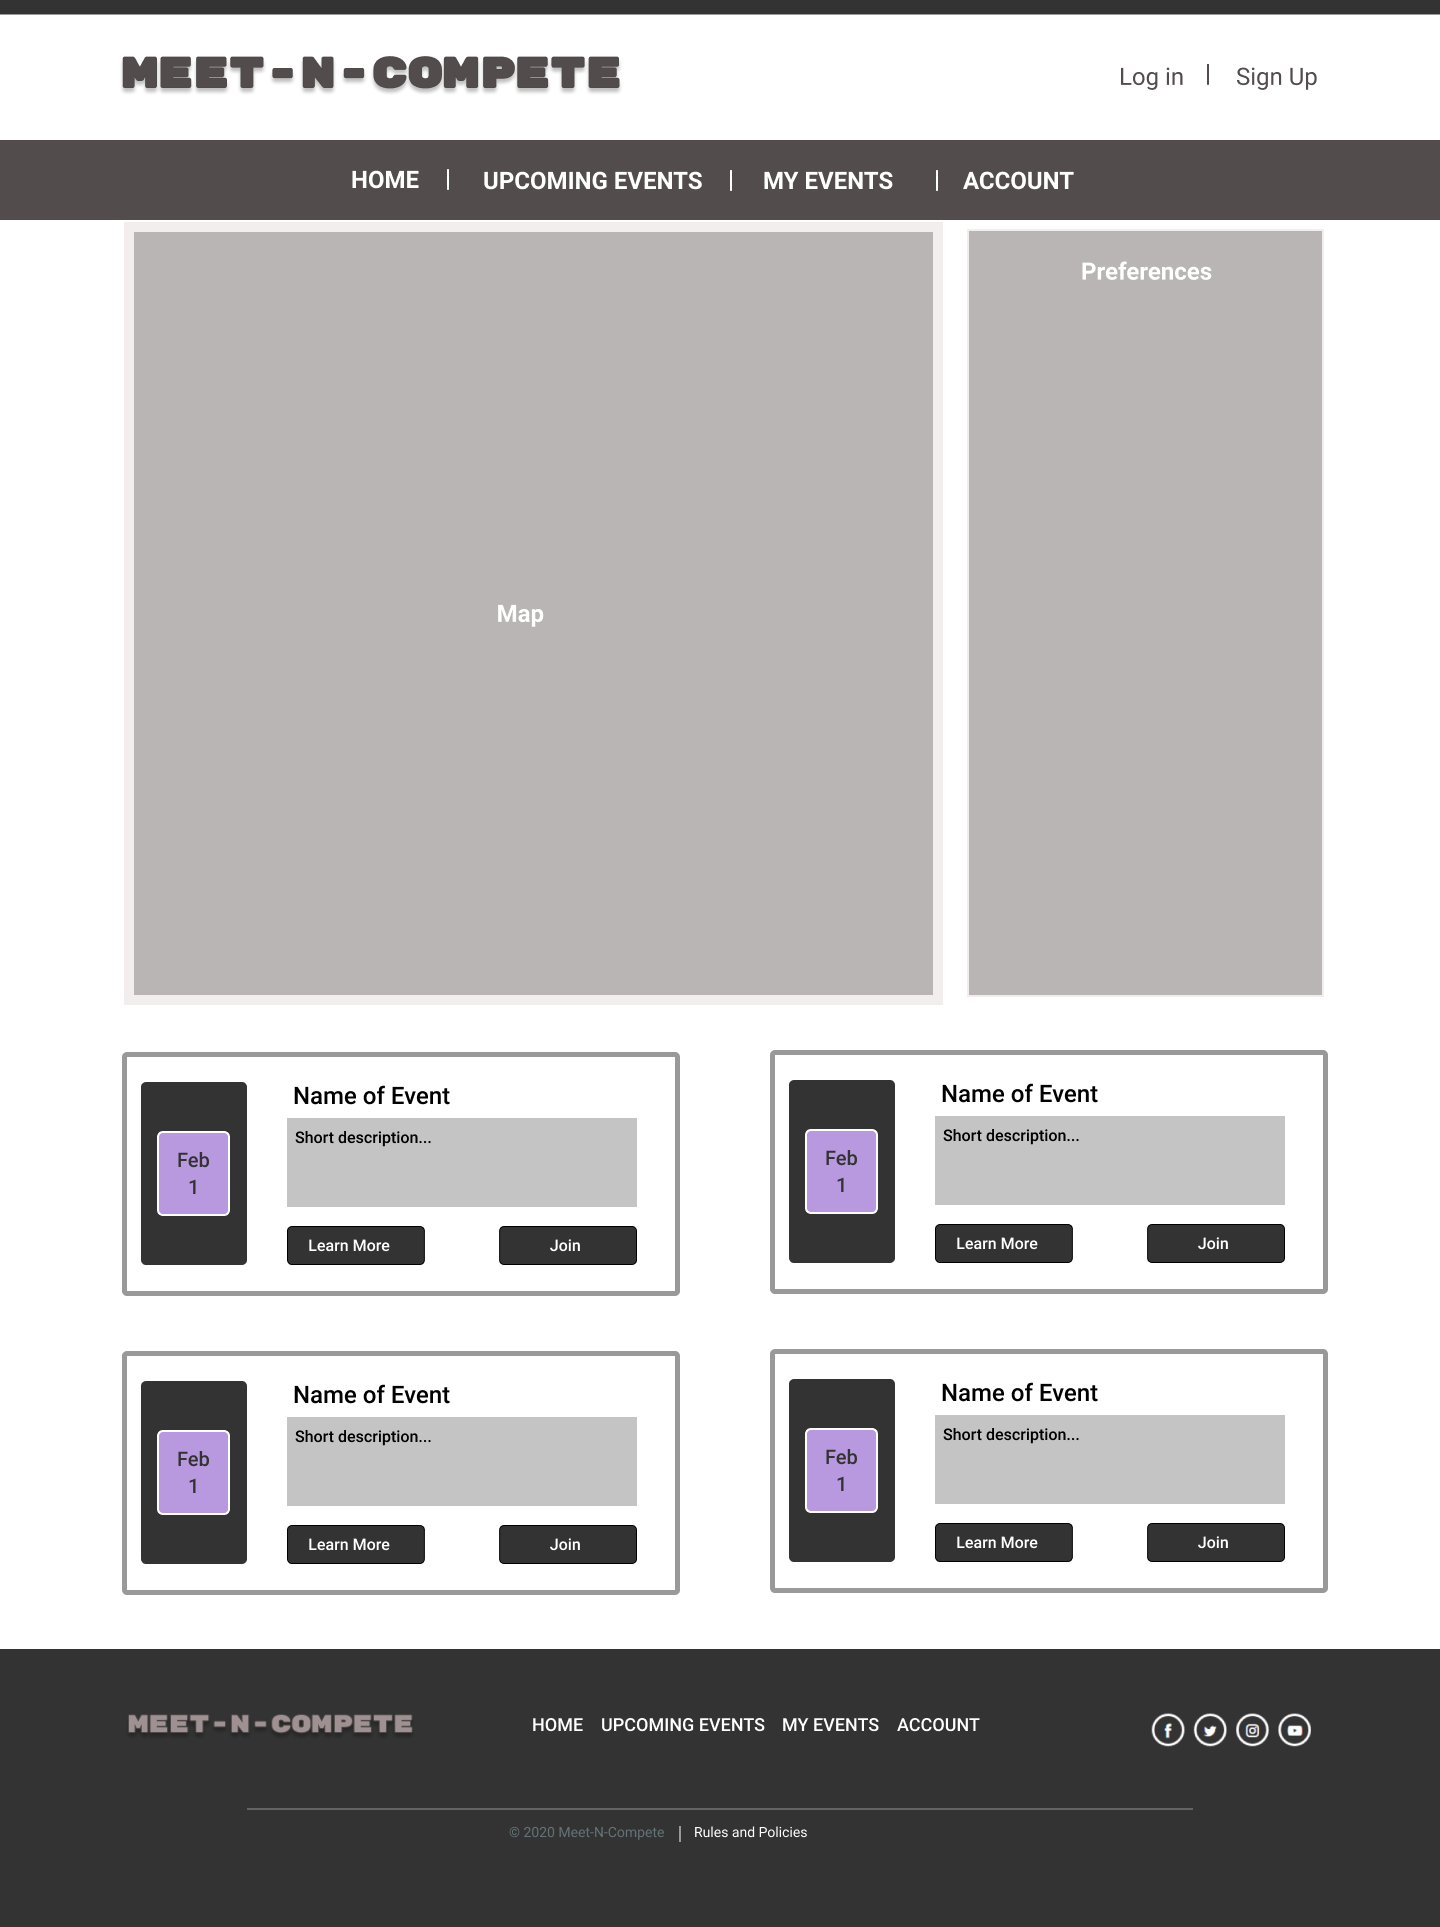 MEET-N-COMPETE
Log in | Sign Up
HOME | UPCOMING EVENTS | MY EVENTS | ACCOUNT
Preferences
Map
Name of Event
Short description...
Feb
1
Learn More
Join
Name of Event
Short description...
Feb
1
Learn More
Join
Name of Event
Short description...
Feb
1
Learn More
Join
Name of Event
Short description...
Feb
1
Learn More
Join
MEET-N-COMPETE
HOME UPCOMING EVENTS MY EVENTS ACCOUNT
© 2020 Meet-N-Compete | Rules and Policies